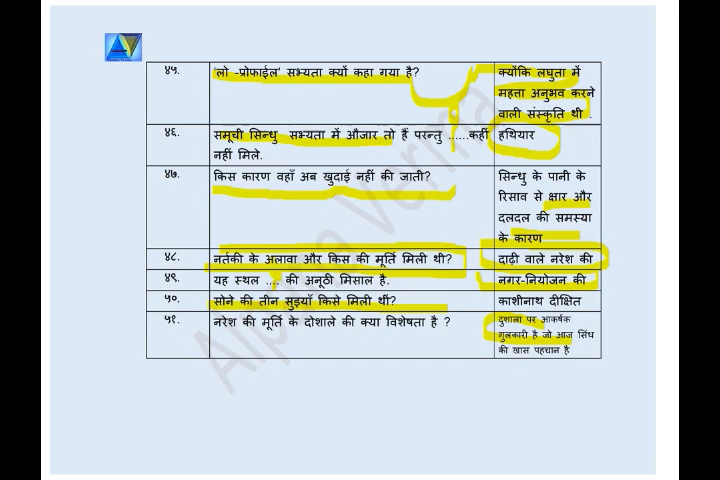 ४५. 'लो -प्रोफाईल' सभ्यता क्यों कहा गया है? क्योंकि लघुता में
महत्ता अनुभव करने
वाली संस्कृति थी .
४६. समूची सिन्धु सभ्यता में औजार तो हैं परन्तु ......कहीं हथियार
नहीं मिले.
४७. किस कारण वहाँ अब खुदाई नहीं की जाती? सिन्धु के पानी के
रिसाव से क्षार और
दलदल की समस्या
के कारण
४८. नर्तकी के अलावा और किस की मूर्ति मिली थी? दाढ़ी वाले नरेश की
४९. यह स्थल .... की अनूठी मिसाल है. नगर-नियोजन की
५०. सोने की तीन सुइयाँ किसे मिली थीं? काशीनाथ दीक्षित
५१. नरेश की मूर्ति के दोशाले की क्या विशेषता है ? दुशाला पर आकर्षक
गुलकारी है जो आज सिंध
की खास पहचान है
Alpana Verma